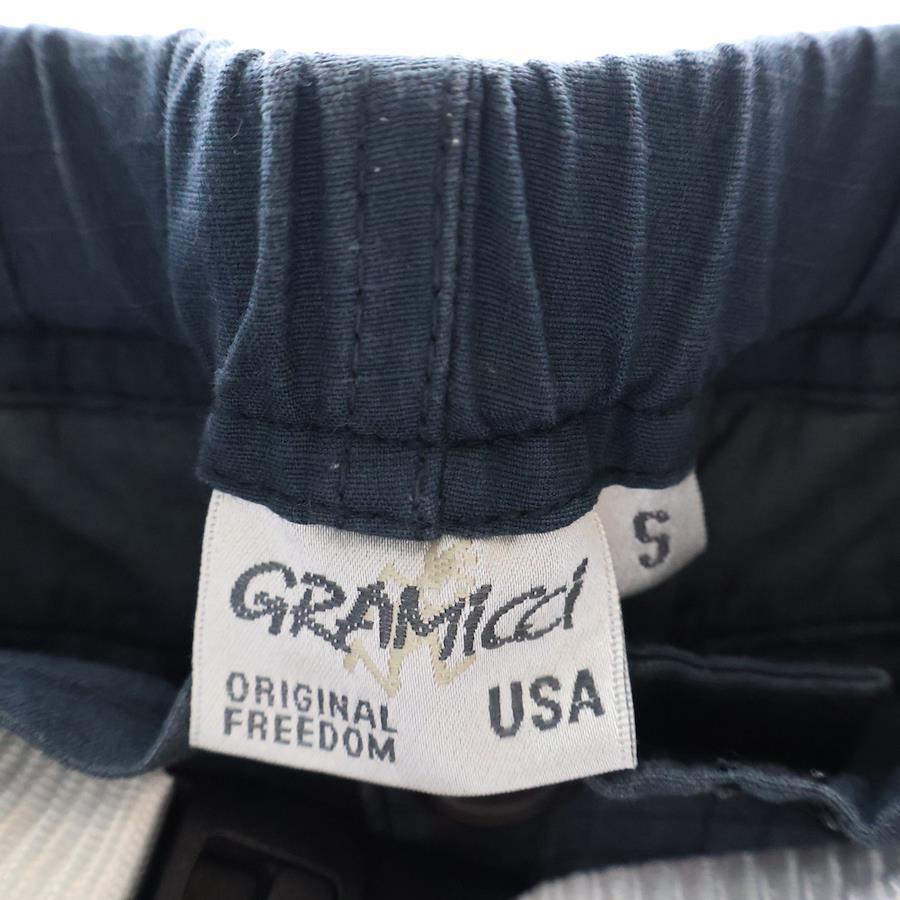 S
GRAMICCi
ORIGINAL
FREEDOM
USA